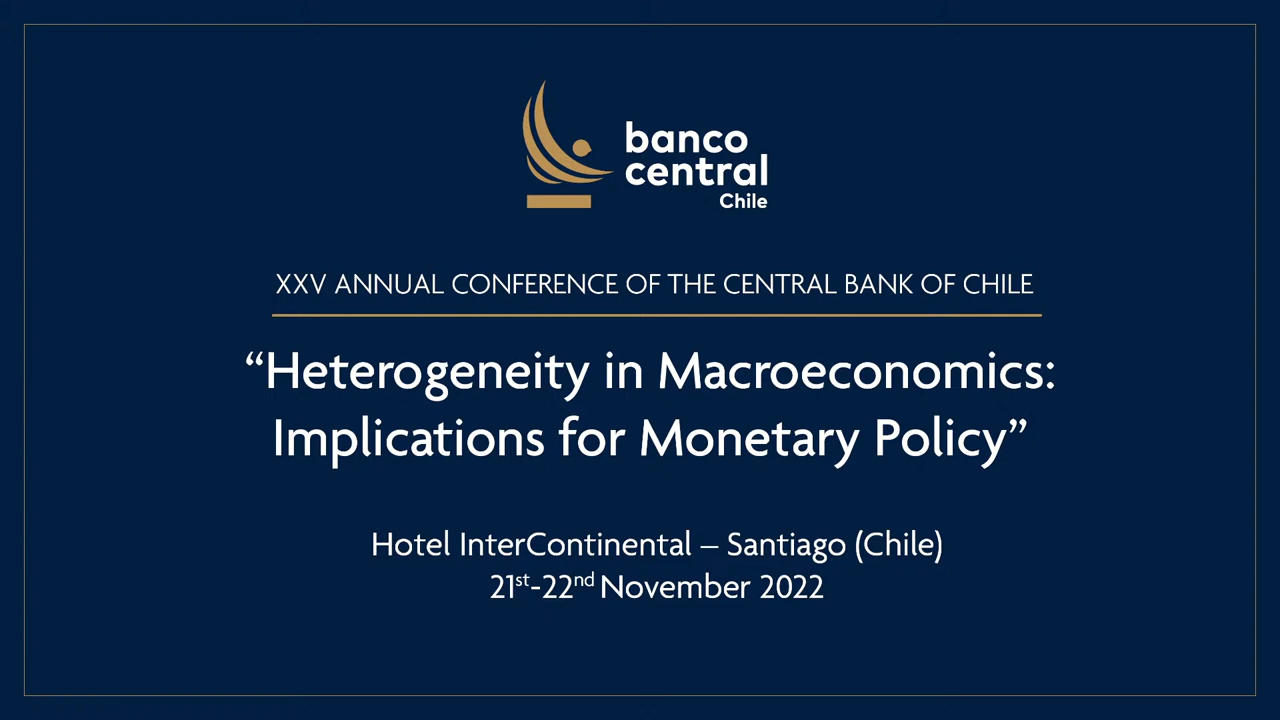 banco
central
Chile
XXV ANNUAL CONFERENCE OF THE CENTRAL BANK OF CHILE
“Heterogeneity in Macroeconomics:
Implications for Monetary Policy”
Hotel InterContinental – Santiago (Chile)
21st-22nd November 2022